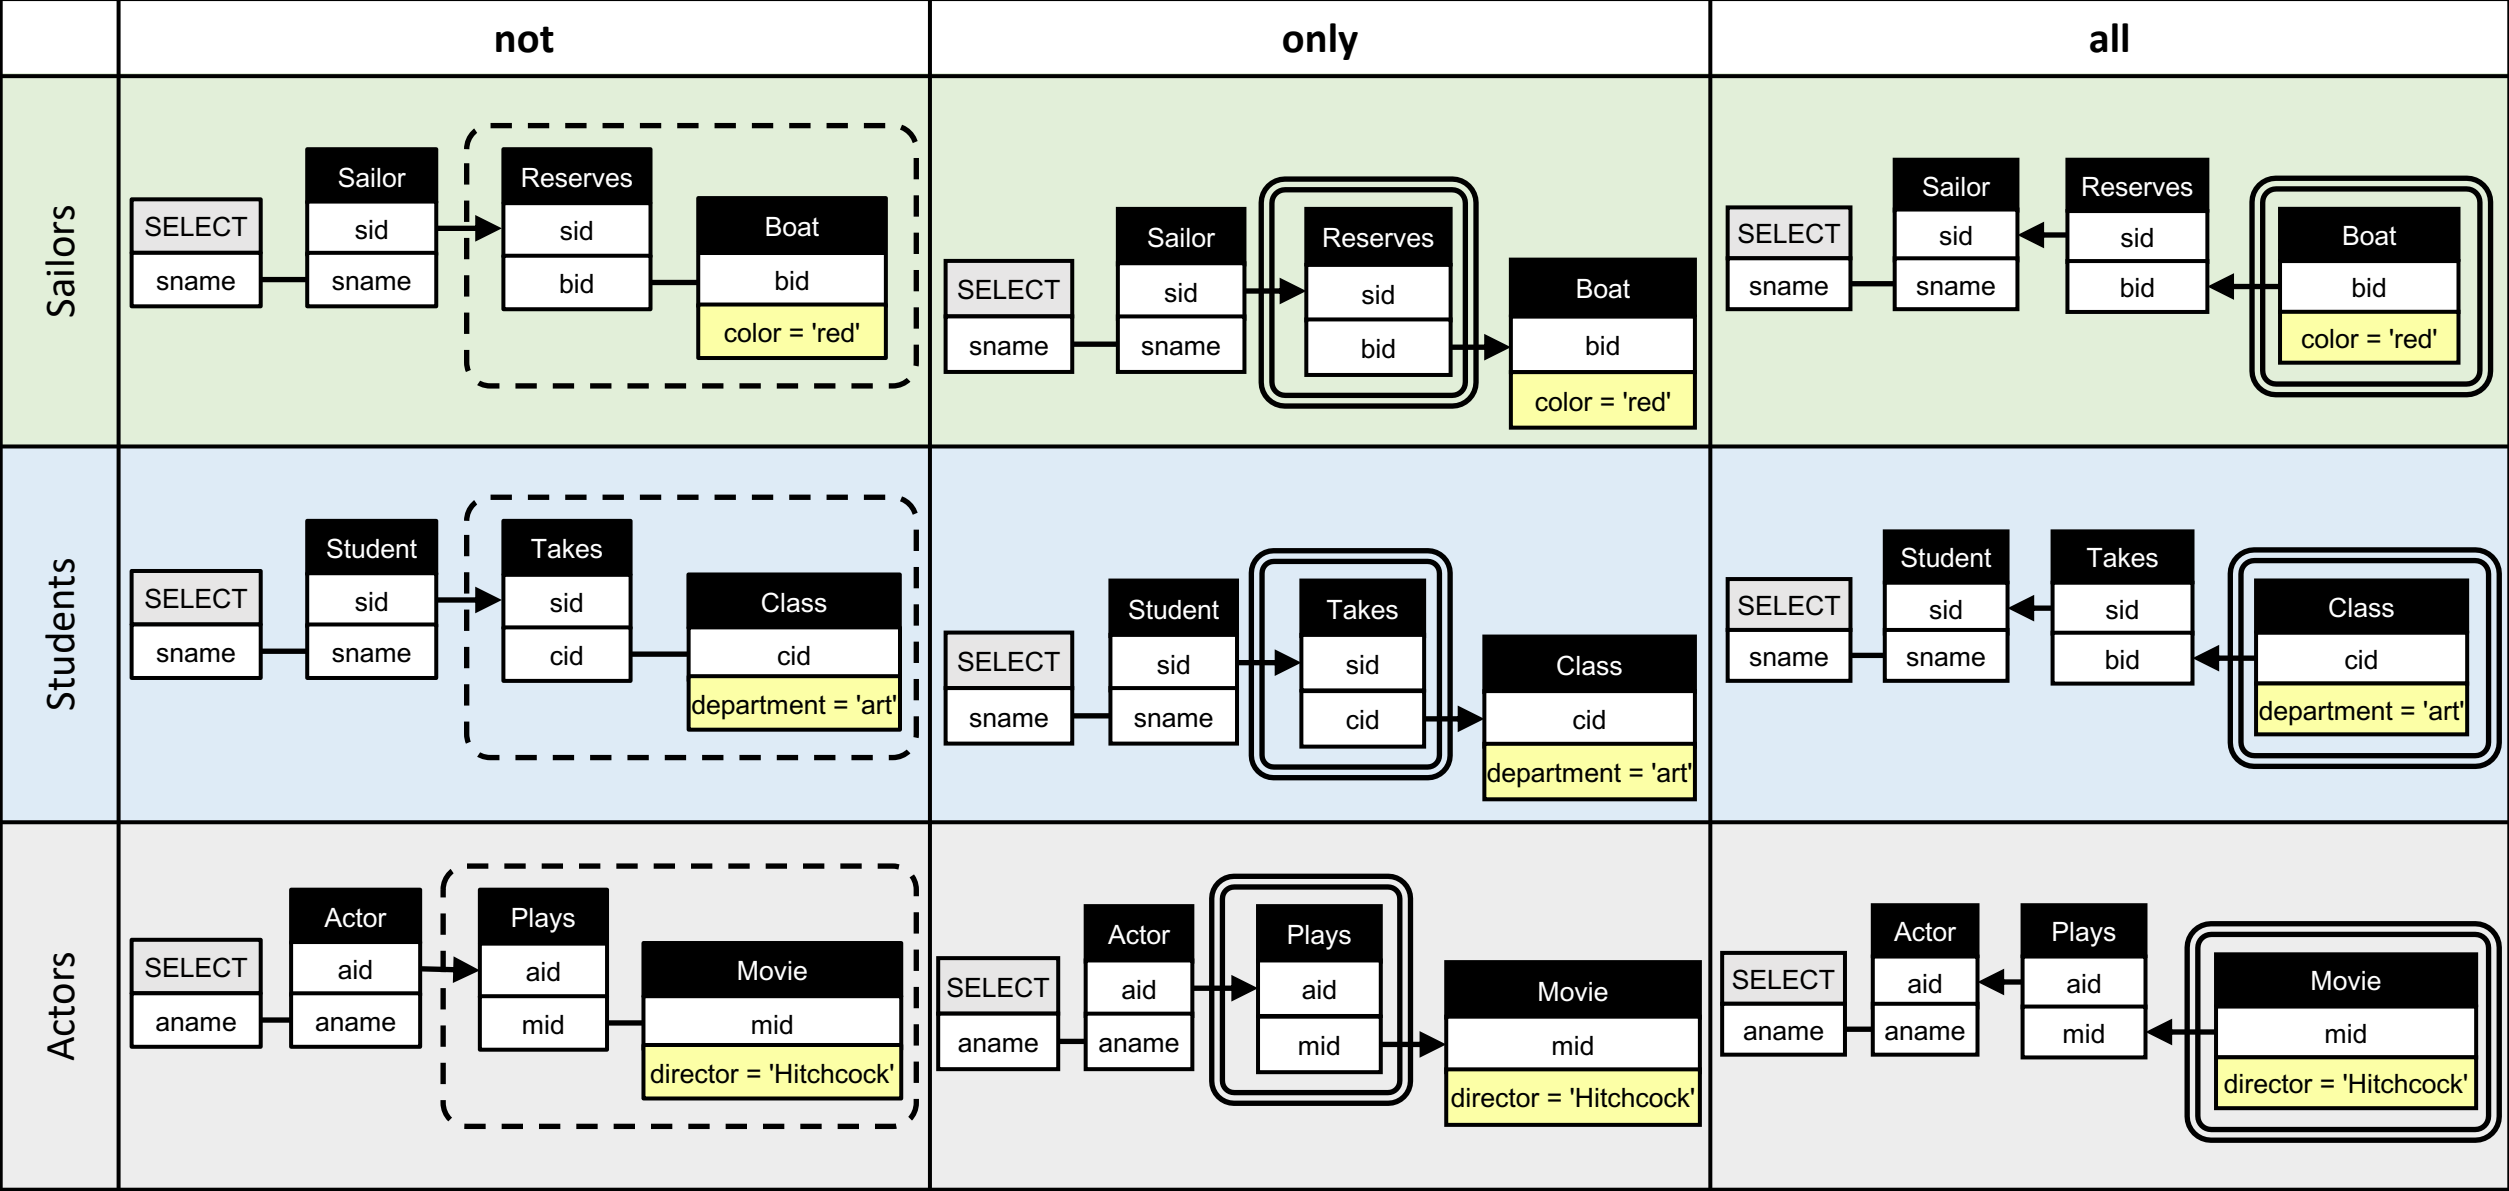 not
only
all
Sailors
SELECT
sname
Sailor
sid
sname
Reserves
sid
bid
Boat
bid
color = 'red'
SELECT
sname
Sailor
sid
sname
Reserves
sid
bid
Boat
bid
color = 'red'
SELECT
sname
Sailor
sid
sname
Reserves
sid
bid
Boat
bid
color = 'red'
Students
SELECT
sname
Student
sid
sname
Takes
sid
cid
Class
cid
department = 'art'
SELECT
sname
Student
sid
sname
Takes
sid
cid
Class
cid
department = 'art'
SELECT
sname
Student
sid
sname
Takes
sid
bid
Class
cid
department = 'art'
Actors
SELECT
aname
Actor
aid
aname
Plays
aid
mid
Movie
mid
director = 'Hitchcock'
SELECT
aname
Actor
aid
aname
Plays
aid
mid
Movie
mid
director = 'Hitchcock'
SELECT
aname
Actor
aid
aname
Plays
aid
mid
Movie
mid
director = 'Hitchcock'